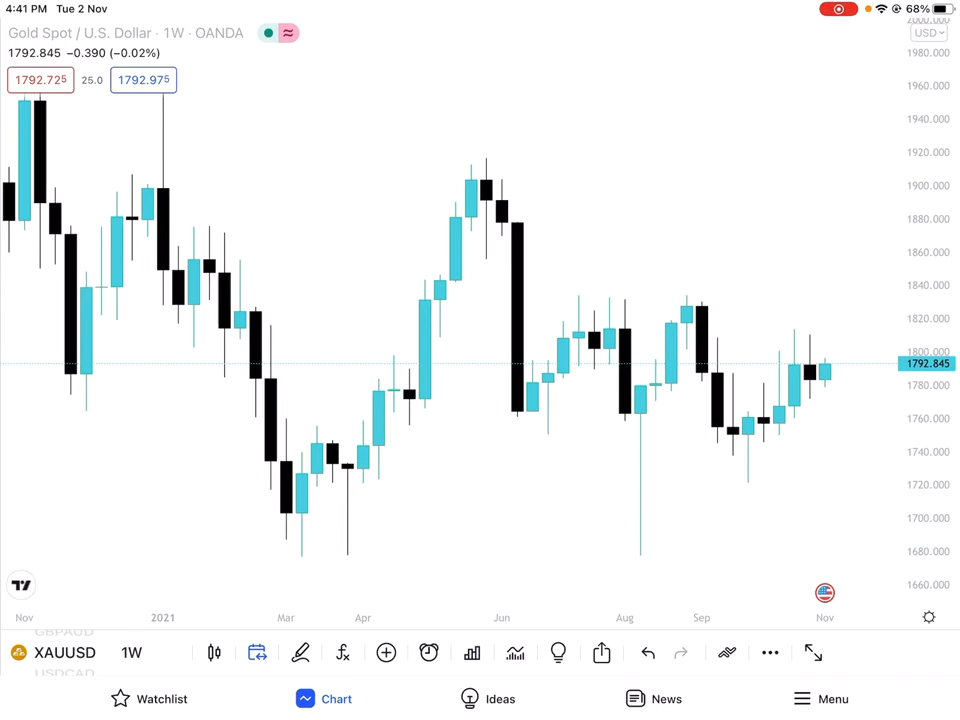 4:41 PM Tue 2 Nov
68%
Gold Spot / U.S. Dollar · 1W · OANDA
≈
2000.000
USD
1792.845 −0.390 (−0.02%)
1792.725 25.0 1792.975
1980.000
1960.000
1940.000
1920.000
1900.000
1880.000
1860.000
1840.000
1820.000
1800.000
1792.845
1780.000
1760.000
1740.000
1720.000
1700.000
1680.000
1660.000
Nov 2021 Mar Apr Jun Aug Sep Nov
GBPAUD
XAUUSD 1W
USDCAD
Watchlist Chart Ideas News Menu